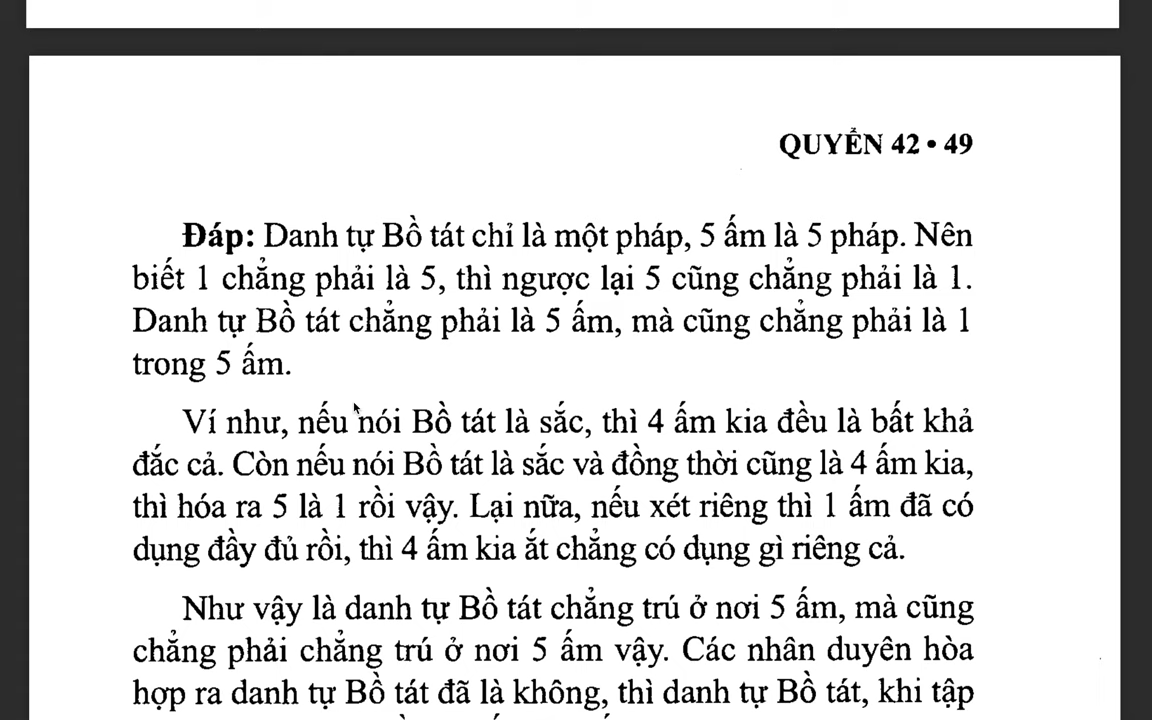 QUYỂN 42 • 49
Đáp: Danh tự Bồ tát chỉ là một pháp, 5 ấm là 5 pháp. Nên
biết 1 chẳng phải là 5, thì ngược lại 5 cũng chẳng phải là 1.
Danh tự Bồ tát chẳng phải là 5 ấm, mà cũng chẳng phải là 1
trong 5 ấm.
Ví như, nếu nói Bồ tát là sắc, thì 4 ấm kia đều là bất khả
đắc cả. Còn nếu nói Bồ tát là sắc và đồng thời cũng là 4 ấm kia,
thì hóa ra 5 là 1 rồi vậy. Lại nữa, nếu xét riêng thì 1 ấm đã có
dụng đầy đủ rồi, thì 4 ấm kia ắt chẳng có dụng gì riêng cả.
Như vậy là danh tự Bồ tát chẳng trú ở nơi 5 ấm, mà cũng
chẳng phải chẳng trú ở nơi 5 ấm vậy. Các nhân duyên hòa
hợp ra danh tự Bồ tát đã là không, thì danh tự Bồ tát, khi tập